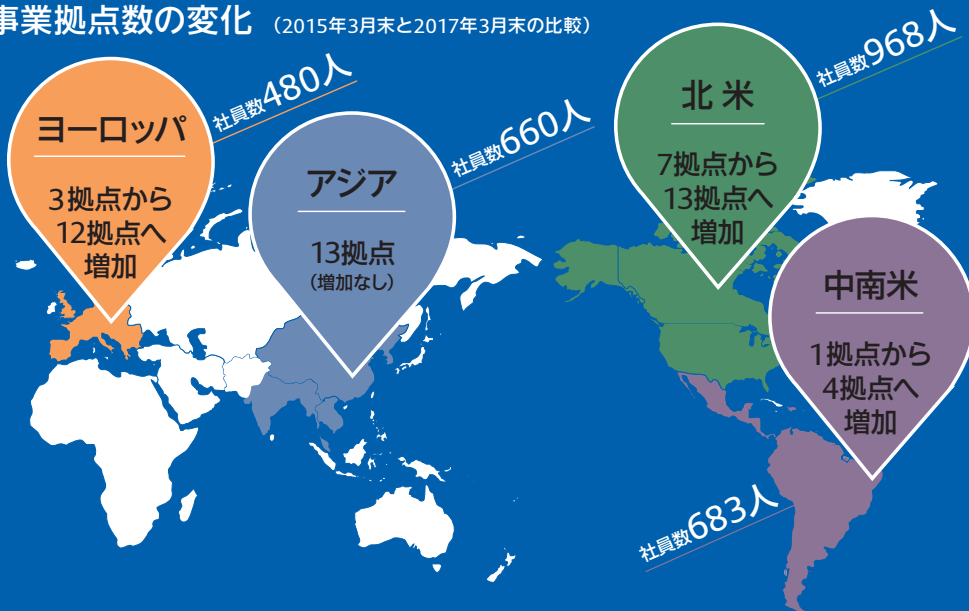 事業拠点数の変化 （2015年3月末と2017年3月末の比較）
ヨーロッパ
3拠点から
12拠点へ
増加
社員数480人
アジア
13拠点
（増加なし）
社員数660人
北米
7拠点から
13拠点へ
増加
社員数968人
中南米
1拠点から
4拠点へ
増加
社員数683人